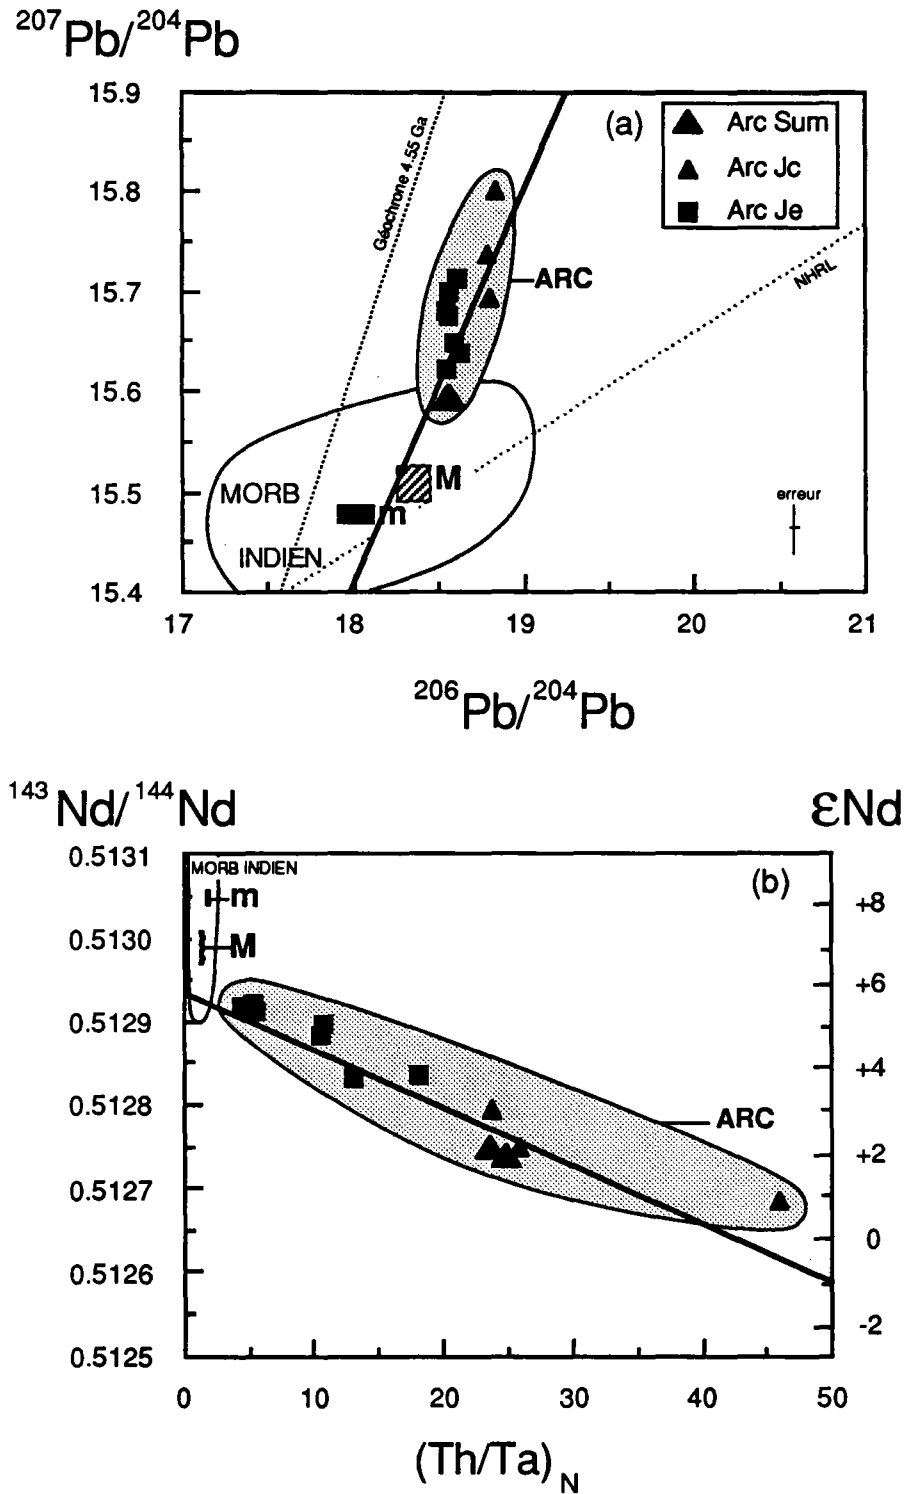 207Pb/204Pb
15.9
15.8
15.7
15.6
15.5
15.4
(a)
Arc Sum
Arc Jc
Arc Je
Géochrone 4.55 Ga
ARC
NHRL
M
MORB
m
INDIEN
erreur
17 18 19 20 21
206Pb/204Pb
143Nd/144Nd
εNd
0.5131
0.5130
0.5129
0.5128
0.5127
0.5126
0.5125
MORB INDIEN
m
M
(b)
ARC
+8
+6
+4
+2
0
-2
0 10 20 30 40 50
(Th/Ta)N